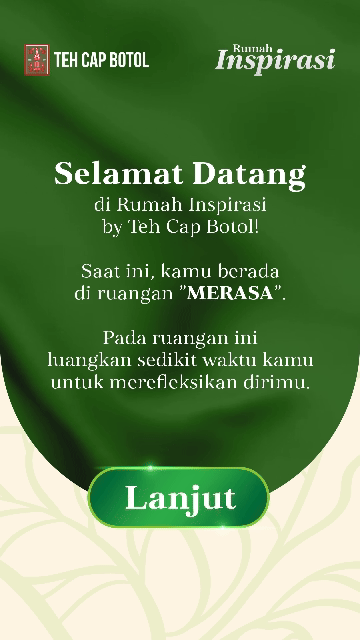 TEH CAP BOTOL
Rumah
Inspirasi
Selamat Datang
di Rumah Inspirasi
by Teh Cap Botol!
Saat ini, kamu berada
di ruangan "MERASA".
Pada ruangan ini
luangkan sedikit waktu kamu
untuk merefleksikan dirimu.
Lanjut